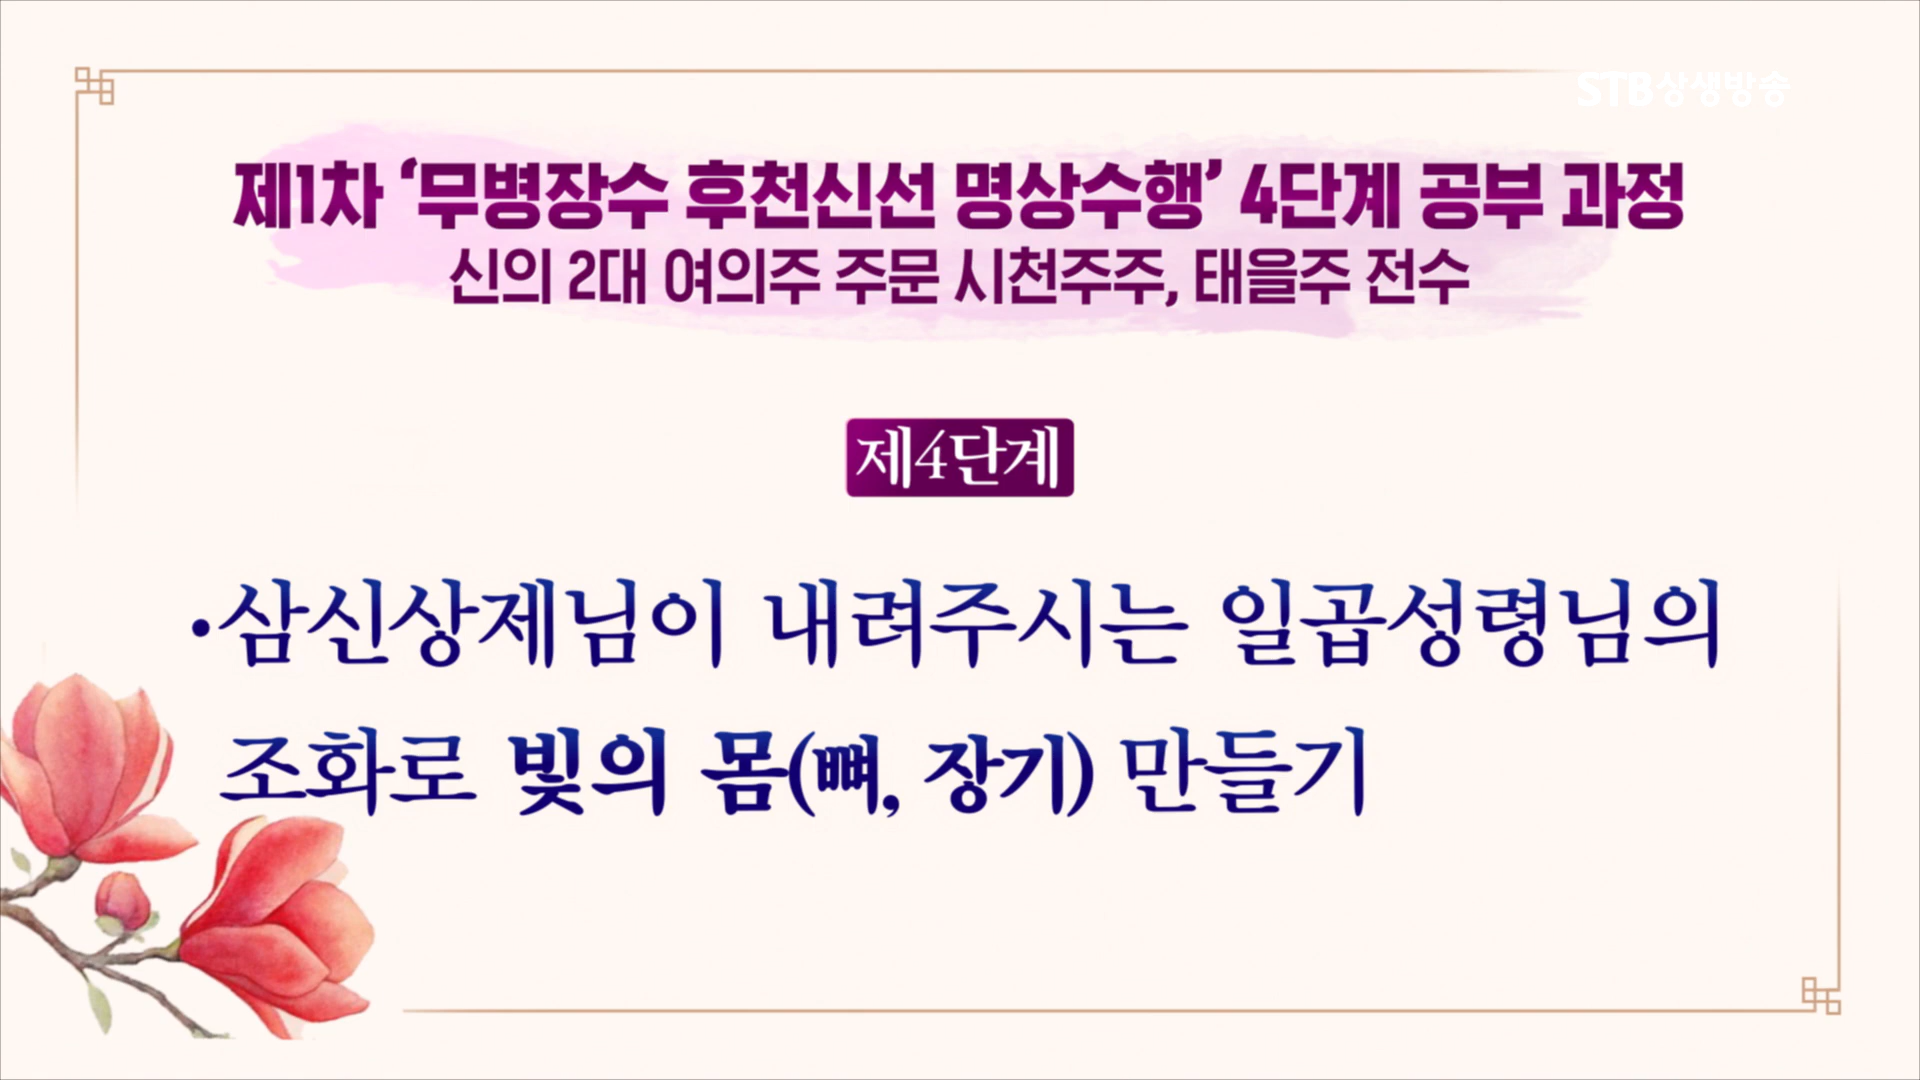 STB상생방송
제1차 ‘무병장수 후천신선 명상수행’ 4단계 공부 과정
신의 2대 여의주 주문 시천주주, 태을주 전수
제4단계
·삼신상제님이 내려주시는 일곱성령님의
조화로 빛의 몸(뼈, 장기) 만들기